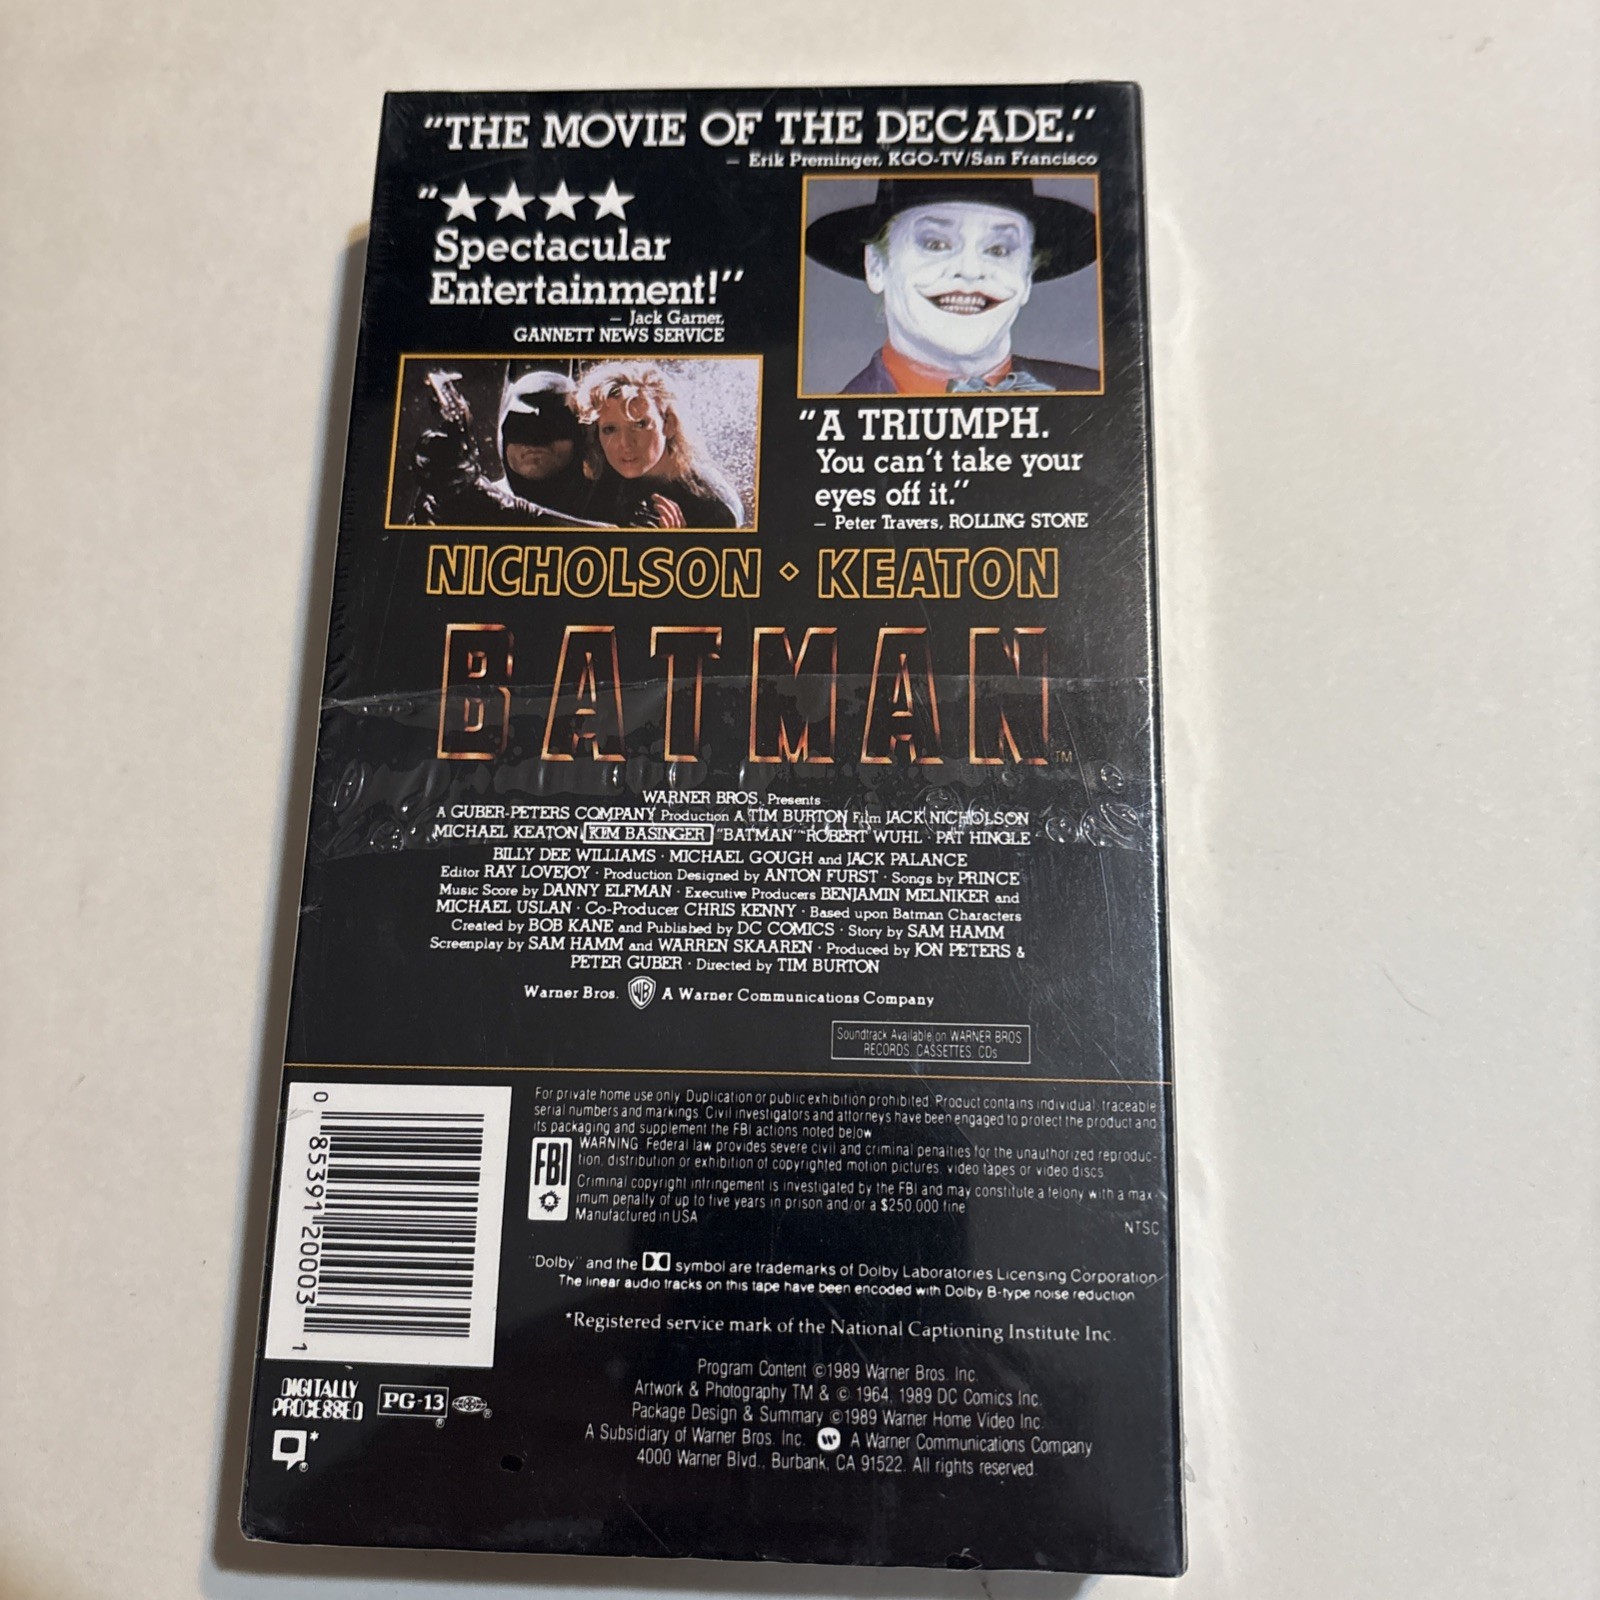 "THE MOVIE OF THE DECADE."
– Erik Preminger, KGO-TV/San Francisco
"★★★★
Spectacular
Entertainment!"
– Jack Garner,
GANNETT NEWS SERVICE
"A TRIUMPH.
You can't take your
eyes off it."
– Peter Travers, ROLLING STONE
NICHOLSON ⋄ KEATON
BATMAN™
WARNER BROS. Presents
A GUBER-PETERS COMPANY Production A TIM BURTON Film JACK NICHOLSON
MICHAEL KEATON KIM BASINGER "BATMAN" ROBERT WUHL · PAT HINGLE
BILLY DEE WILLIAMS · MICHAEL GOUGH and JACK PALANCE
Editor RAY LOVEJOY · Production Designed by ANTON FURST · Songs by PRINCE
Music Score by DANNY ELFMAN · Executive Producers BENJAMIN MELNIKER and
MICHAEL USLAN · Co-Producer CHRIS KENNY · Based upon Batman Characters
Created by BOB KANE and Published by DC COMICS · Story by SAM HAMM
Screenplay by SAM HAMM and WARREN SKAAREN · Produced by JON PETERS &
PETER GUBER · Directed by TIM BURTON
Warner Bros. WB A Warner Communications Company
Soundtrack Available on WARNER BROS
RECORDS, CASSETTES, CDs
For private home use only. Duplication or public exhibition prohibited. Product contains individual, traceable
serial numbers and markings. Civil investigators and attorneys have been engaged to protect the product and
its packaging and supplement the FBI actions noted below
FBI
WARNING: Federal law provides severe civil and criminal penalties for the unauthorized reproduc-
tion, distribution or exhibition of copyrighted motion pictures, video tapes or video discs.
Criminal copyright infringement is investigated by the FBI and may constitute a felony with a max-
imum penalty of up to five years in prison and/or a $250,000 fine
Manufactured in USA
NTSC
"Dolby" and the DD symbol are trademarks of Dolby Laboratories Licensing Corporation
The linear audio tracks on this tape have been encoded with Dolby B-type noise reduction
*Registered service mark of the National Captioning Institute Inc.
Program Content ©1989 Warner Bros. Inc.
Artwork & Photography TM & © 1964, 1989 DC Comics Inc.
Package Design & Summary ©1989 Warner Home Video Inc.
A Subsidiary of Warner Bros. Inc. W A Warner Communications Company
4000 Warner Blvd., Burbank, CA 91522. All rights reserved.
0 85391 20003 1
DIGITALLY
PROCESSED
PG-13 ®
*
®